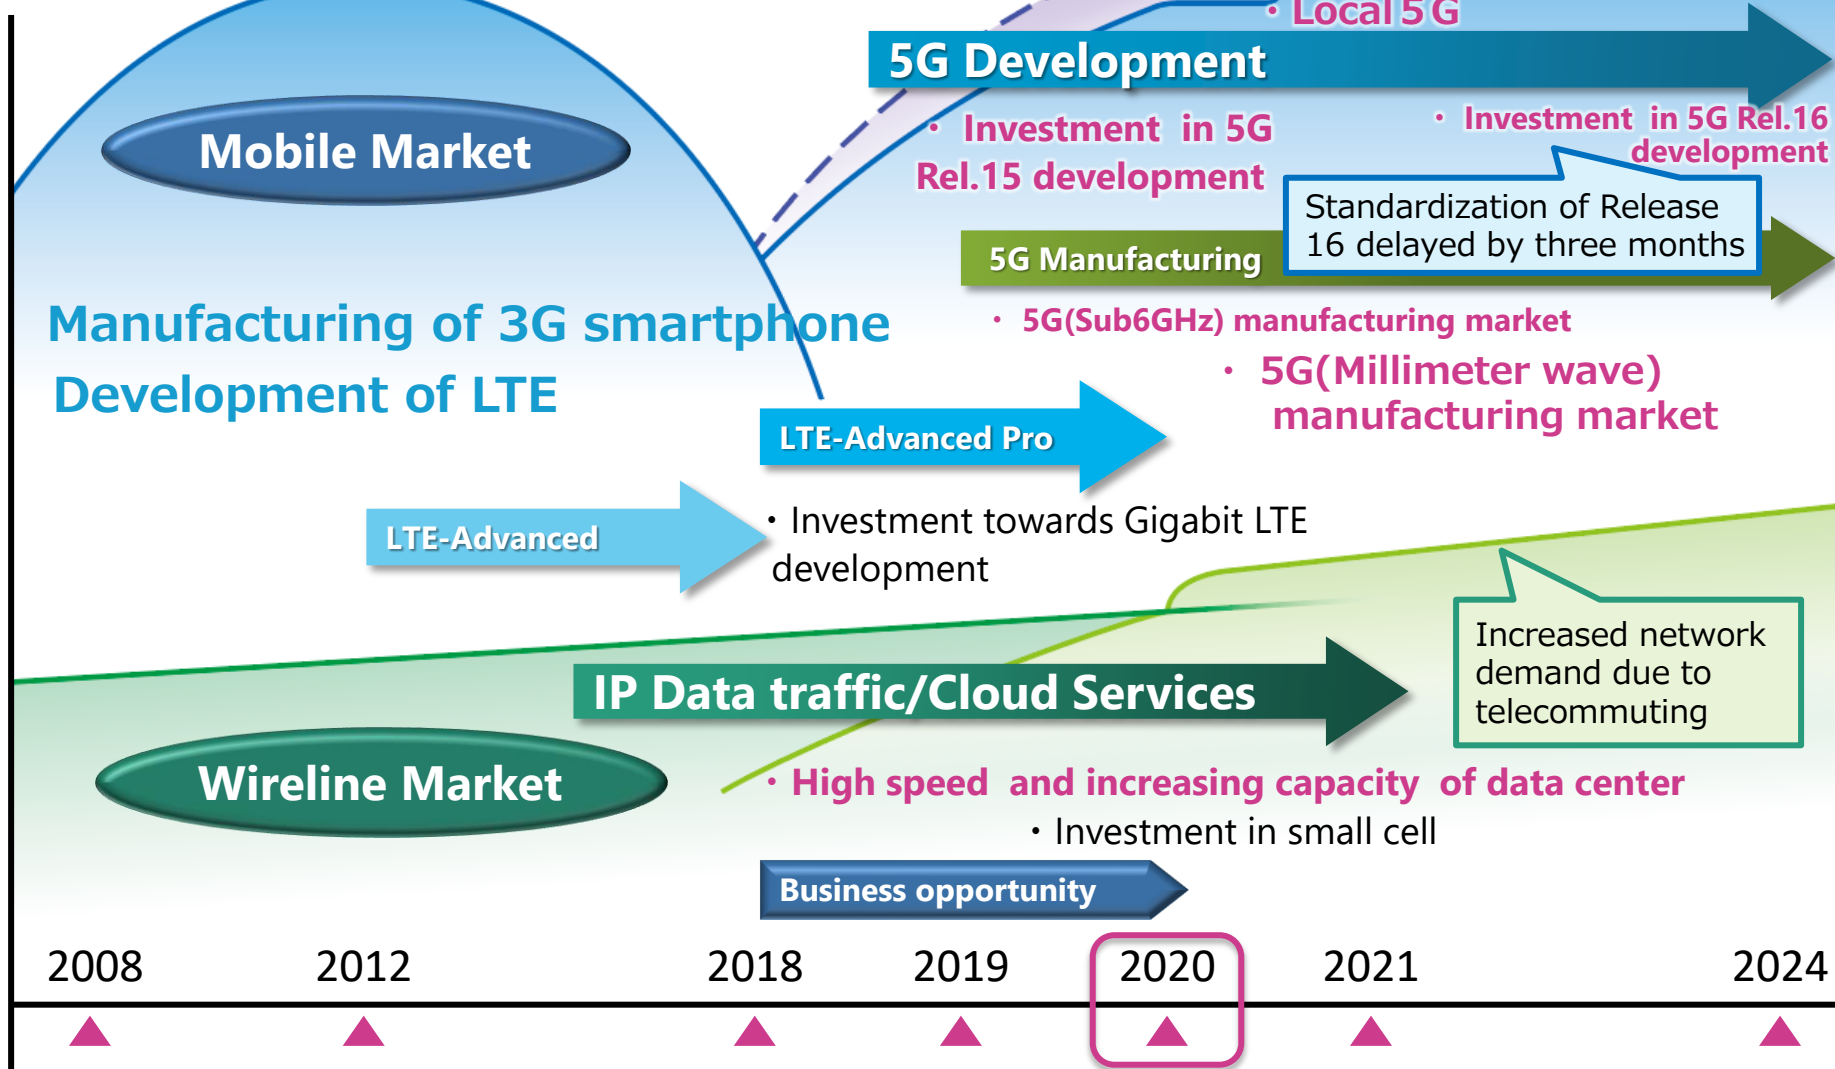 ・Local 5G
5G Development
Mobile Market
・ Investment in 5G
Rel.15 development
・ Investment in 5G Rel.16
development
Standardization of Release
16 delayed by three months
5G Manufacturing
Manufacturing of 3G smartphone
Development of LTE
・ 5G(Sub6GHz) manufacturing market
・ 5G(Millimeter wave)
manufacturing market
LTE-Advanced Pro
LTE-Advanced
・Investment towards Gigabit LTE
development
Increased network
demand due to
telecommuting
IP Data traffic/Cloud Services
Wireline Market
・High speed and increasing capacity of data center
・Investment in small cell
Business opportunity
2008 2012 2018 2019 2020 2021 2024